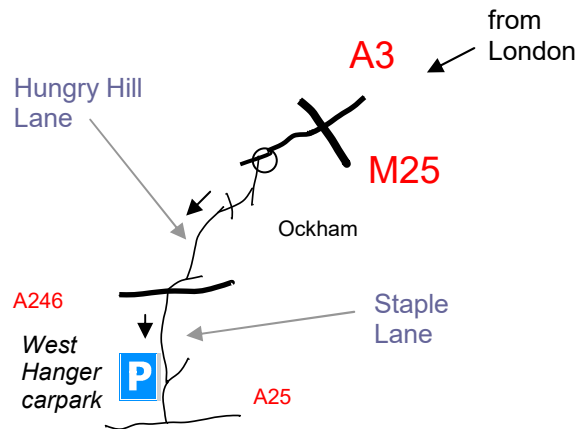 from
London
A3
Hungry Hill
Lane
M25
Ockham
A246
Staple
Lane
West
Hanger
carpark
P
A25